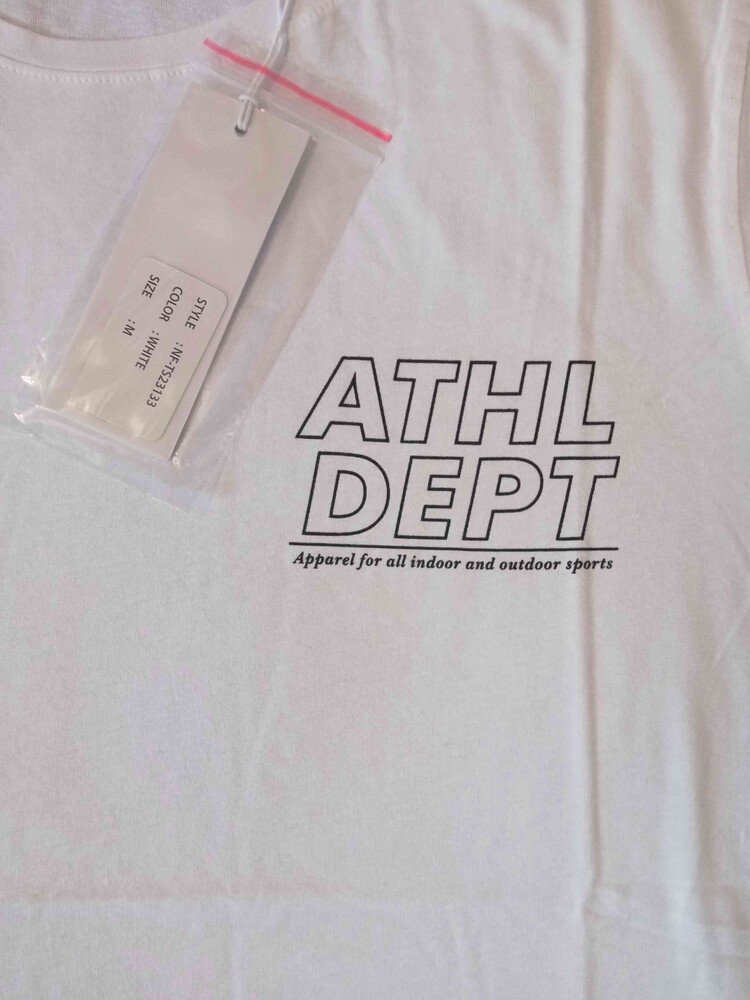 STYLE : NF-TS23133
COLOR : WHITE
SIZE : M
ATHL
DEPT
Apparel for all indoor and outdoor sports